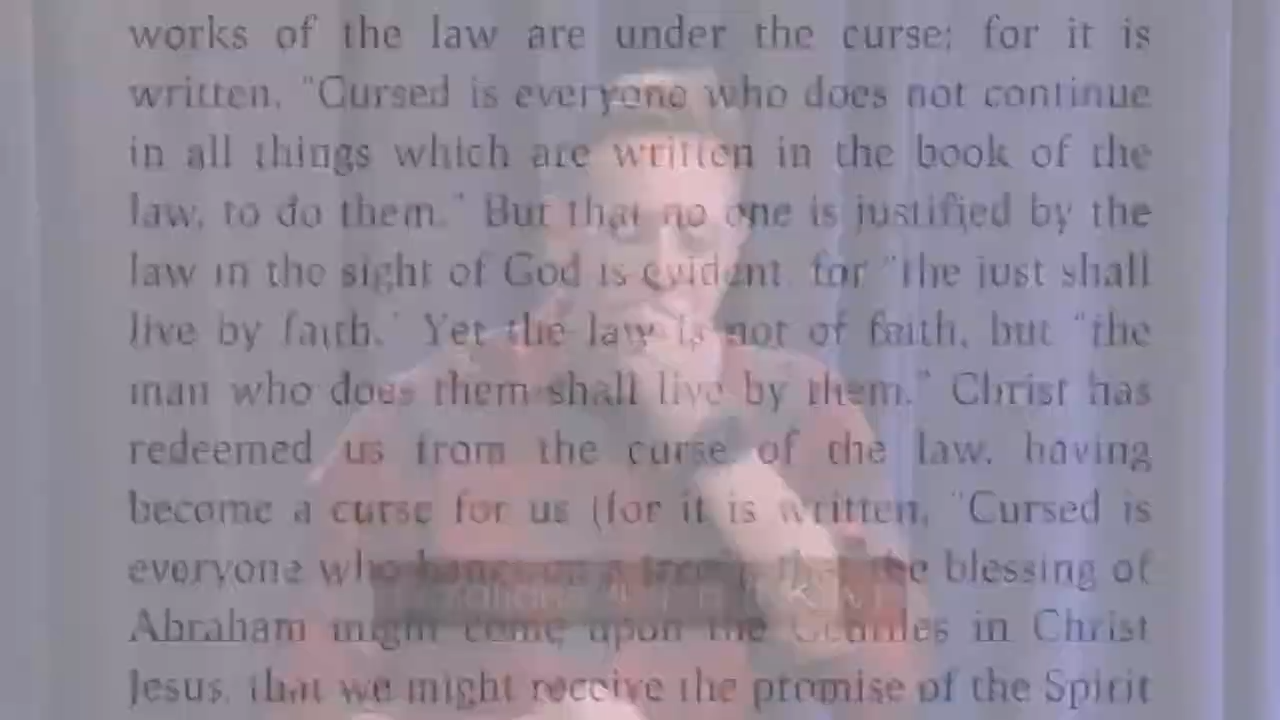 works of the law are under the curse; for it is
written, "Cursed is everyone who does not continue
in all things which are written in the book of the
law, to do them." But that no one is justified by the
law in the sight of God is evident, for "the just shall
live by faith." Yet the law is not of faith, but "the
man who does them shall live by them." Christ has
redeemed us from the curse of the law, having
become a curse for us (for it is written, "Cursed is
everyone who hangs on a tree"), that the blessing of
Abraham might come upon the Gentiles in Christ
Jesus, that we might receive the promise of the Spirit